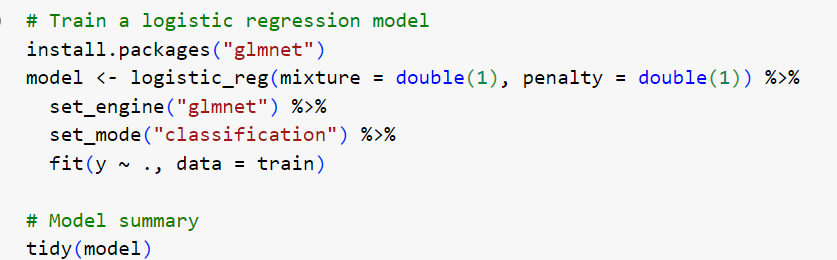 # Train a logistic regression model
install.packages("glmnet")
model <- logistic_reg(mixture = double(1), penalty = double(1)) %>%
  set_engine("glmnet") %>%
  set_mode("classification") %>%
  fit(y ~ ., data = train)

# Model summary
tidy(model)